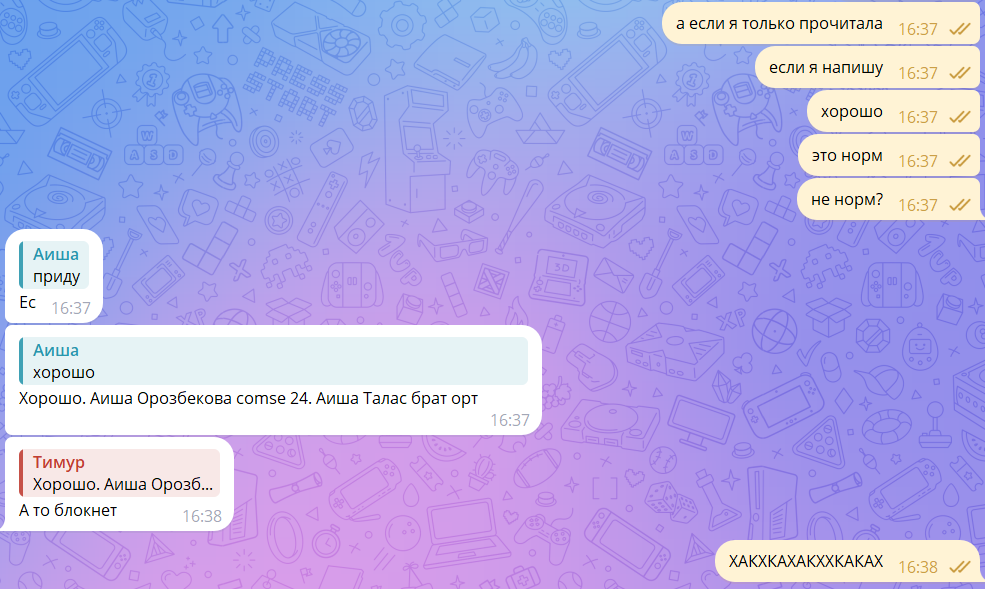 а если я только прочитала 16:37
если я напишу 16:37
хорошо 16:37
это норм 16:37
не норм? 16:37
Аиша
приду
Ес 16:37
Аиша
хорошо
Хорошо. Аиша Орозбекова comse 24. Аиша Талас брат орт
16:37
Тимур
Хорошо. Аиша Орозб...
А то блокнет 16:38
ХАКХКАХАКХХКАКАХ 16:38